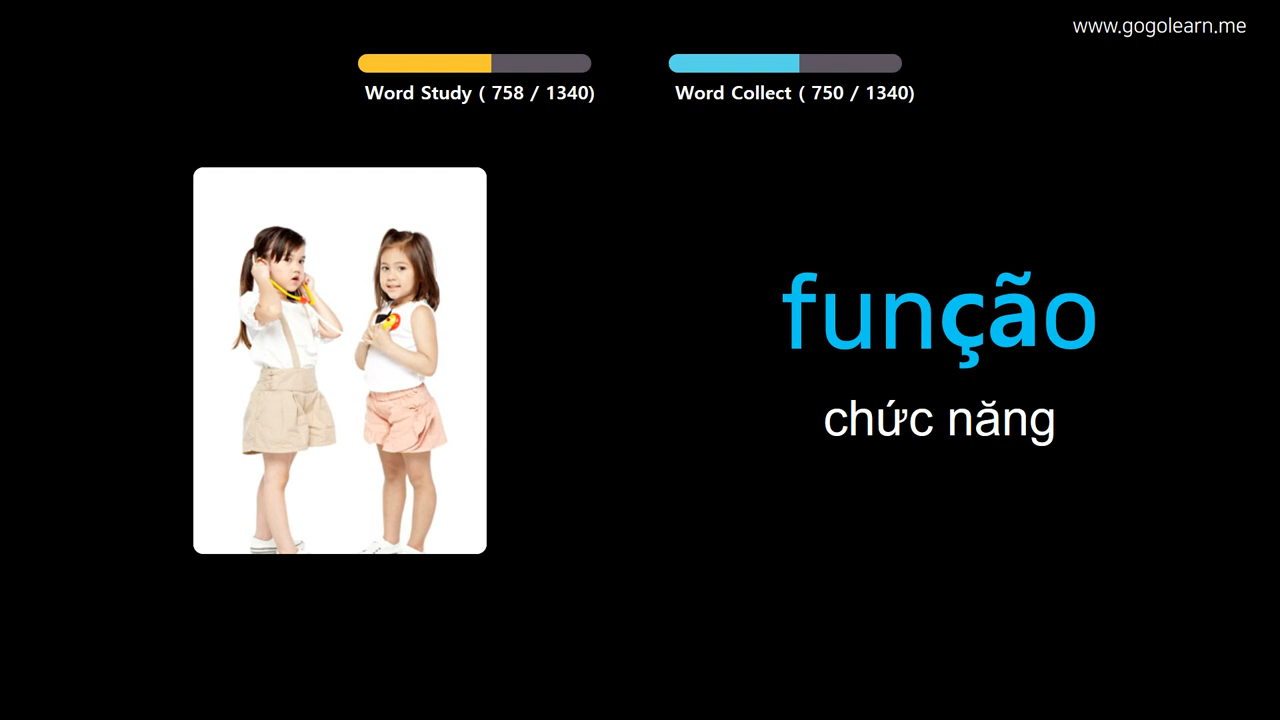 www.gogolearn.me
Word Study ( 758 / 1340)
Word Collect ( 750 / 1340)
função
chức năng